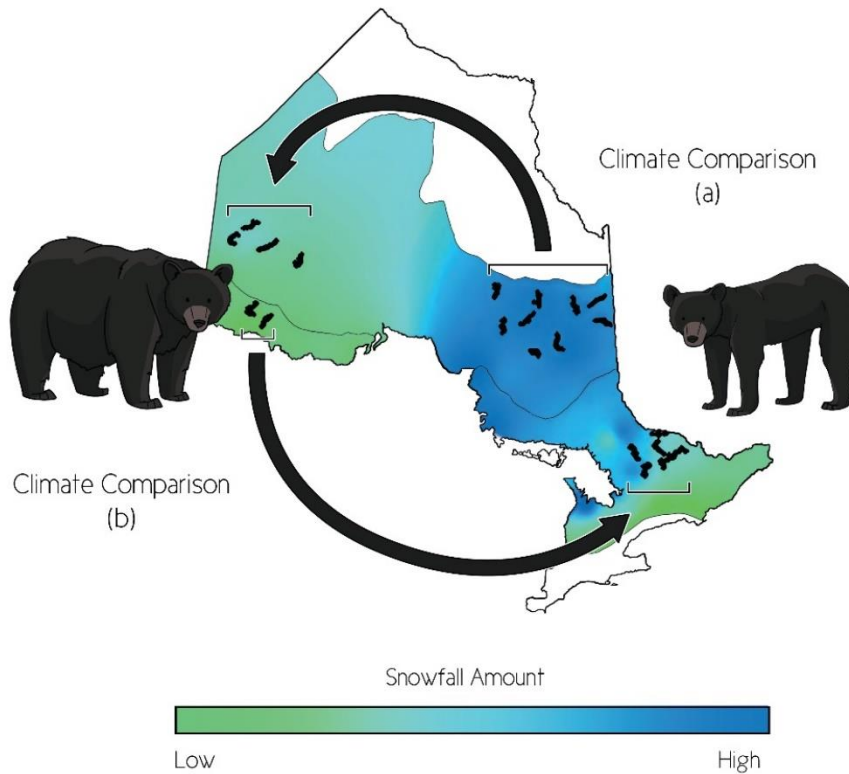 Climate Comparison
(a)
Climate Comparison
(b)
Snowfall Amount
Low
High